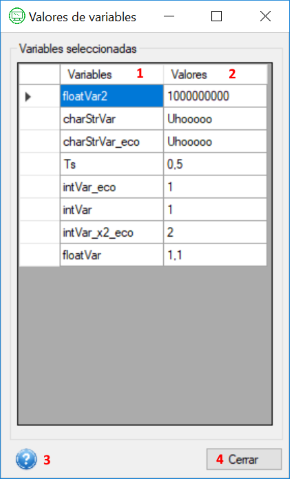 Valores de variables
Variables seleccionadas
Variables 1 Valores 2
floatVar2 1000000000
charStrVar Uhooooo
charStrVar_eco Uhooooo
Ts 0,5
intVar_eco 1
intVar 1
intVar_x2_eco 2
floatVar 1,1
? 3 4 Cerrar